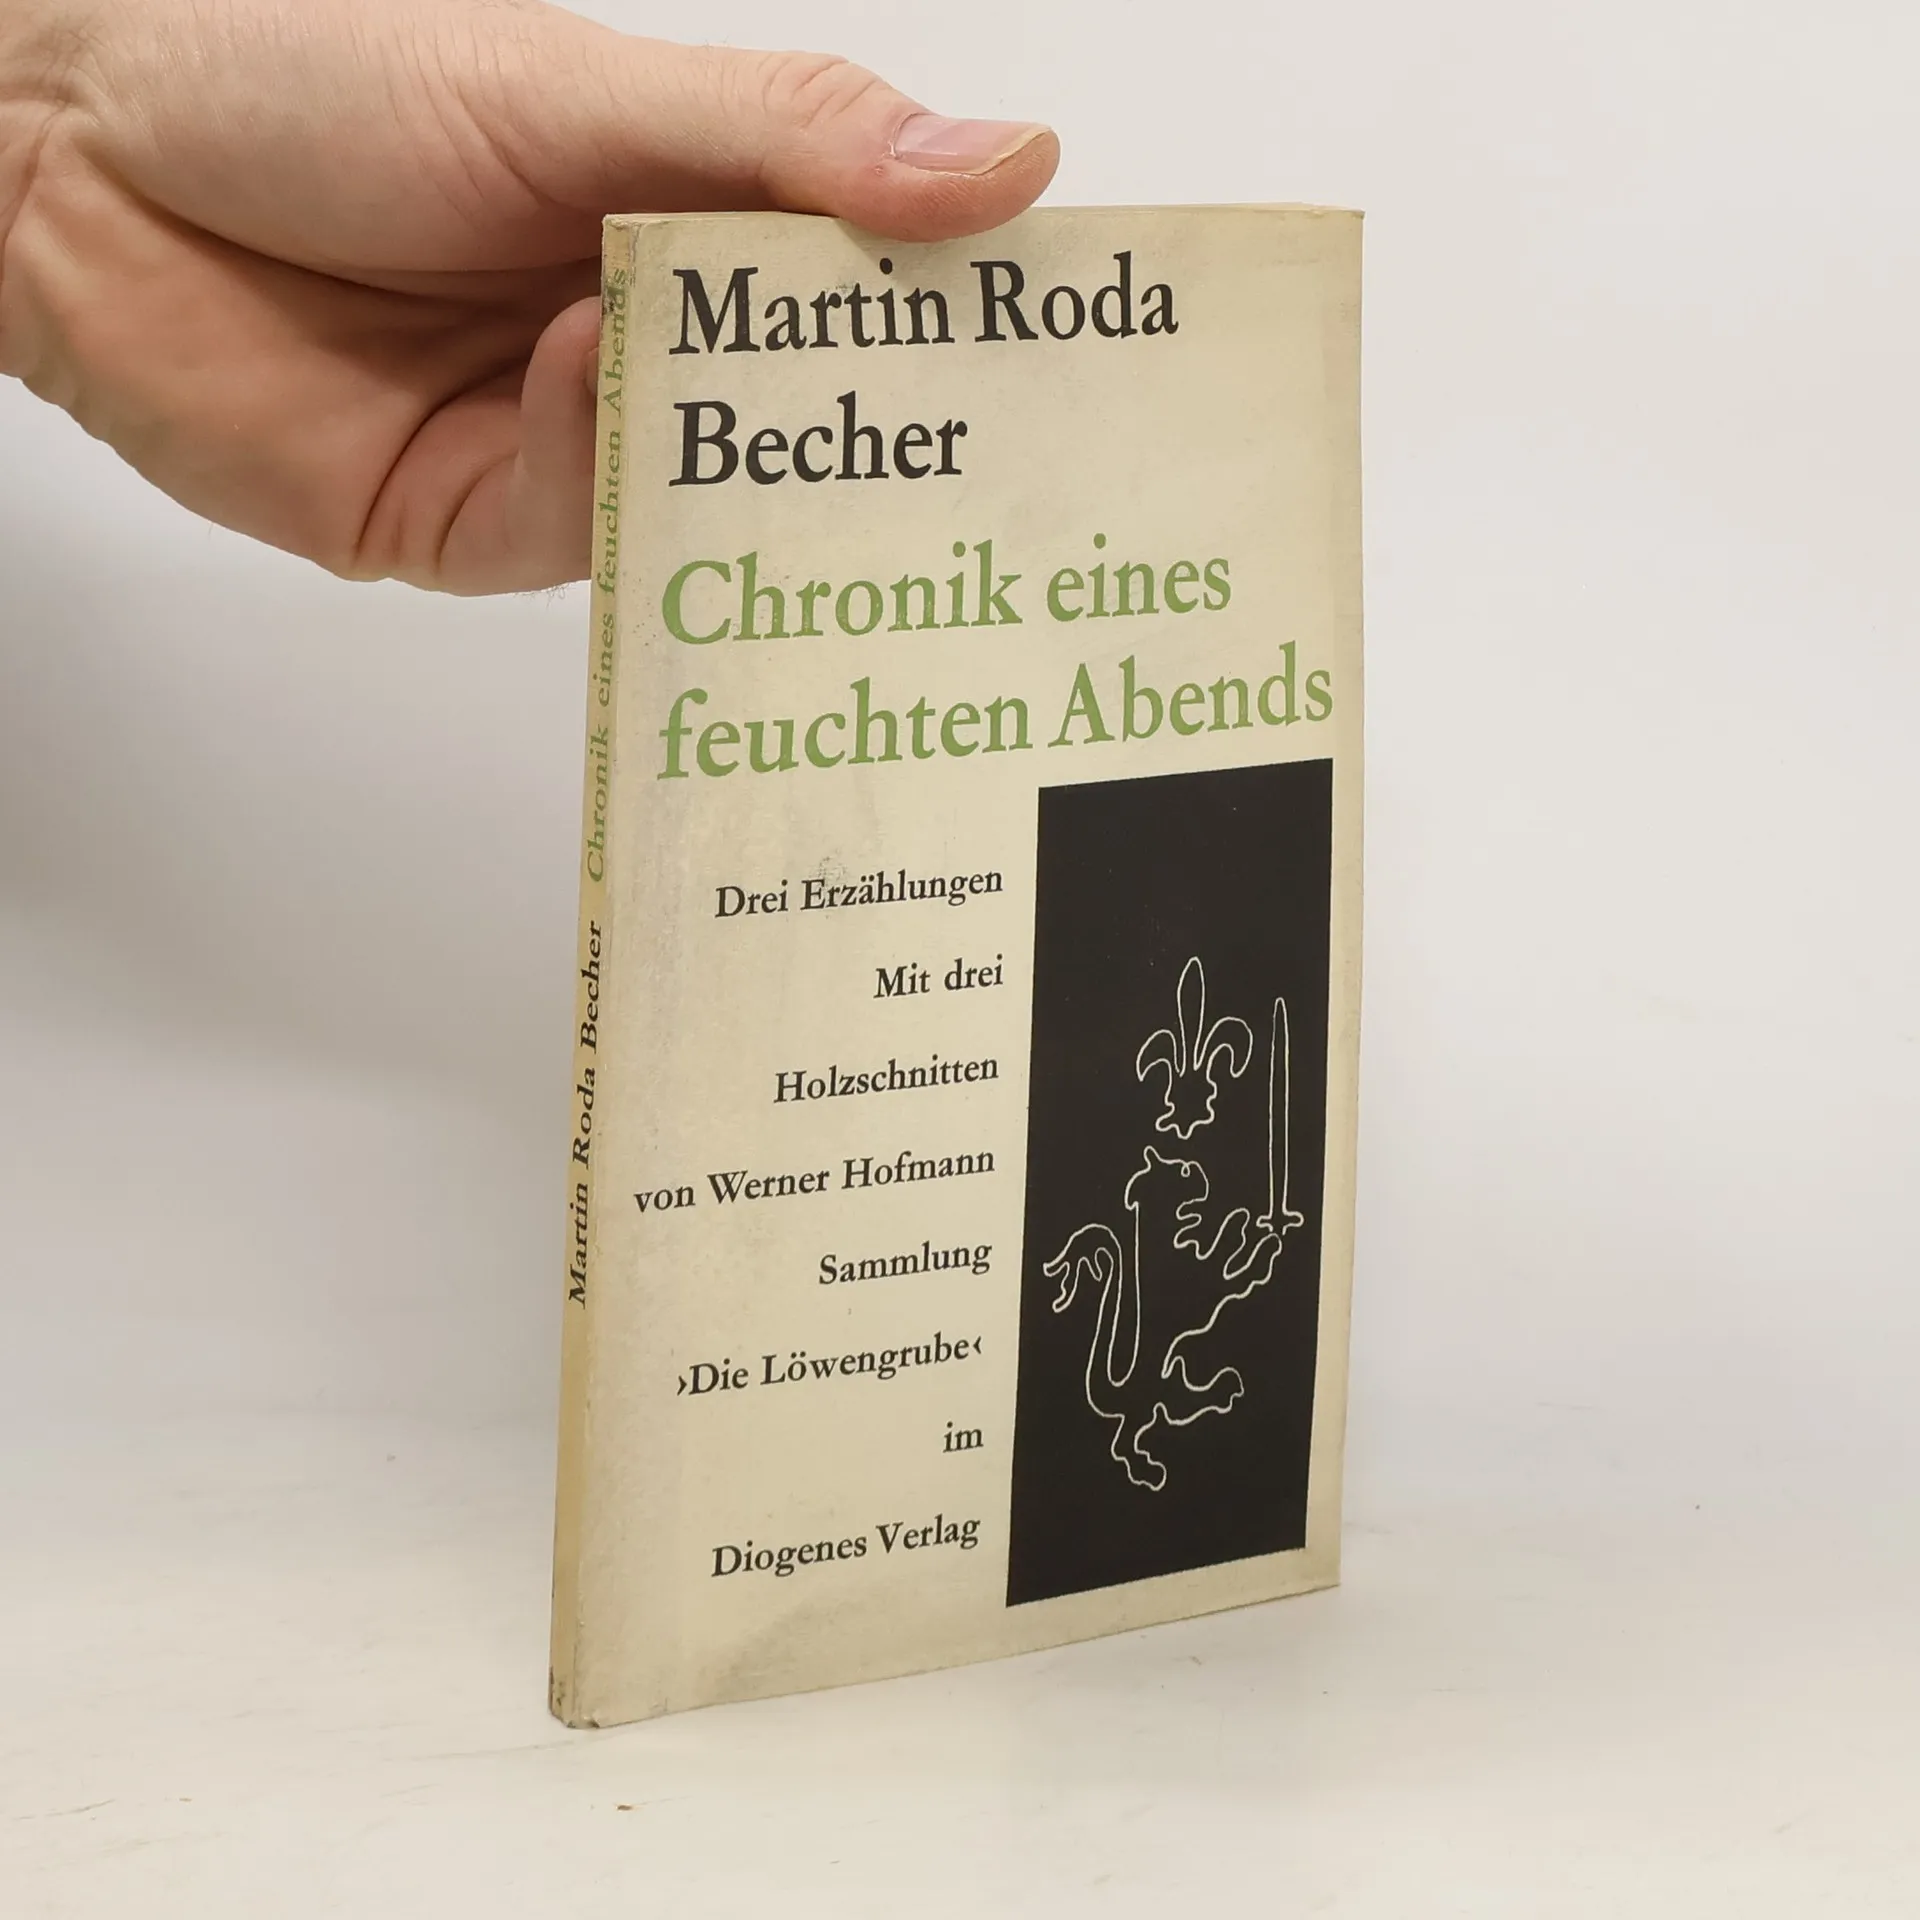 Martin Roda
Becher
Chronik eines
feuchten Abends
Drei Erzählungen
Mit drei
Holzschnitten
von Werner Hofmann
Sammlung
›Die Löwengrube‹
im
Diogenes Verlag
Martin Roda Becher Chronik eines feuchten Abends